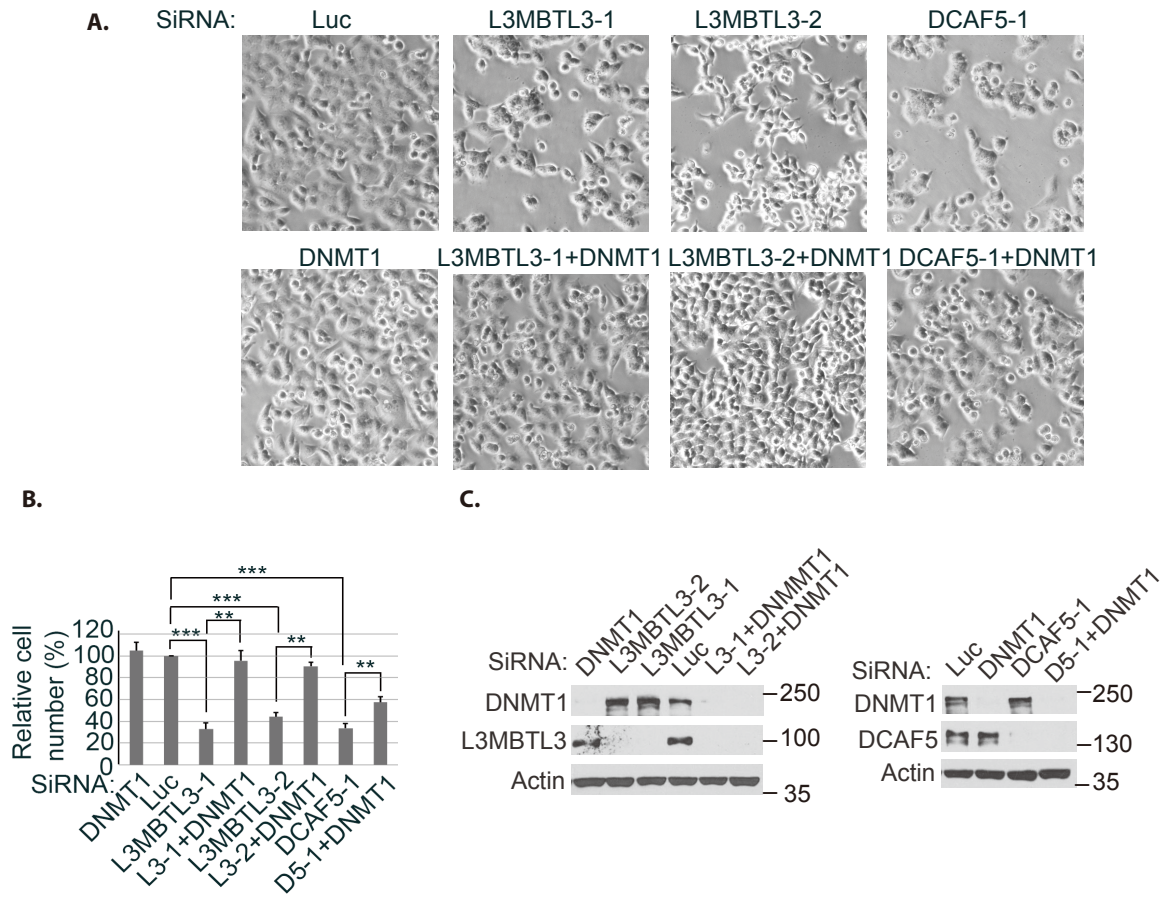 A.
SiRNA: Luc L3MBTL3-1 L3MBTL3-2 DCAF5-1
DNMT1 L3MBTL3-1+DNMT1 L3MBTL3-2+DNMT1 DCAF5-1+DNMT1
B.
Relative cell
number (%)
120
100
80
60
40
20
0
***
***
***
**
**
**
SiRNA:
DNMT1
Luc
L3MBTL3-1
L3-1+DNMT1
L3MBTL3-2
L3-2+DNMT1
DCAF5-1
D5-1+DNMT1
C.
SiRNA:
DNMT1
L3MBTL3-2
L3MBTL3-1
Luc
L3-1+DNMMT1
L3-2+DNMT1
DNMT1 250
L3MBTL3 100
Actin 35
SiRNA:
Luc
DNMT1
DCAF5-1
D5-1+DNMT1
DNMT1 250
DCAF5 130
Actin 35